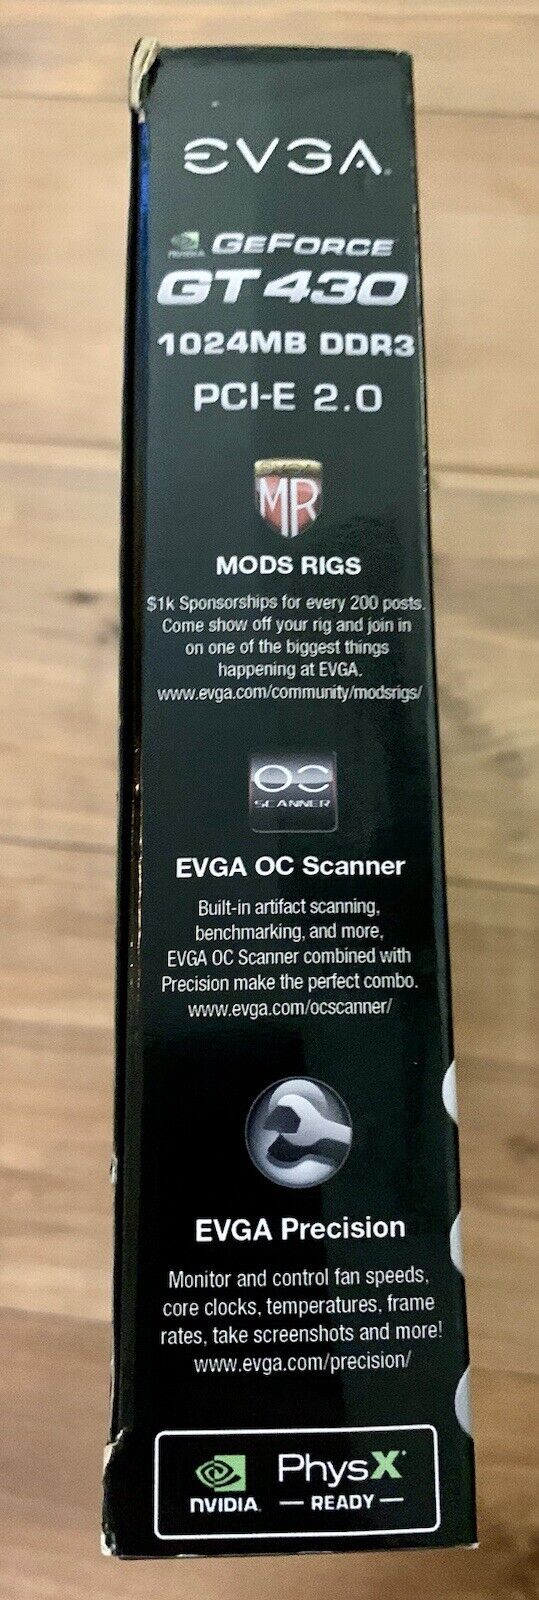 EVGA
NVIDIA GEFORCE
GT 430
1024MB DDR3
PCI-E 2.0
EVGA
MR
MODS RIGS
$1k Sponsorships for every 200 posts.
Come show off your rig and join in
on one of the biggest things
happening at EVGA.
www.evga.com/community/modsrigs/
OC
SCANNER
EVGA OC Scanner
Built-in artifact scanning,
benchmarking, and more,
EVGA OC Scanner combined with
Precision make the perfect combo.
www.evga.com/ocscanner/
EVGA Precision
Monitor and control fan speeds,
core clocks, temperatures, frame
rates, take screenshots and more!
www.evga.com/precision/
NVIDIA
PhysX
READY